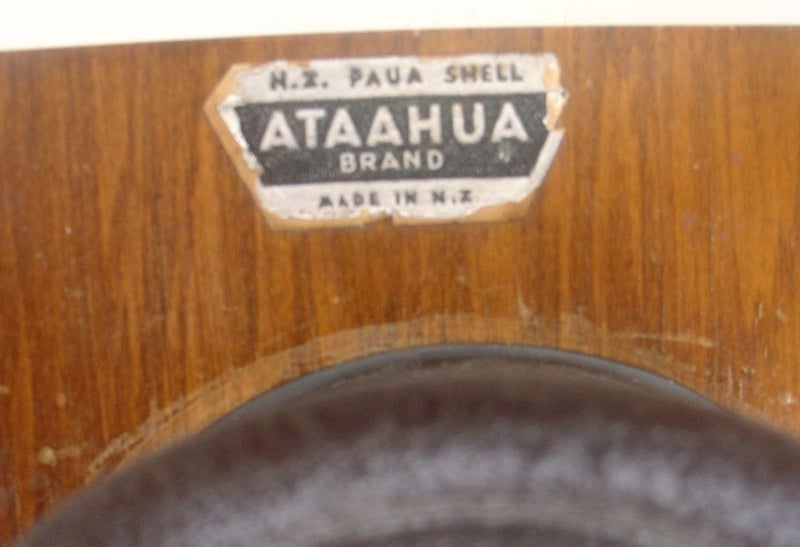 N.Z. PAUA SHELL
ATAAHUA
BRAND
MADE IN N.Z